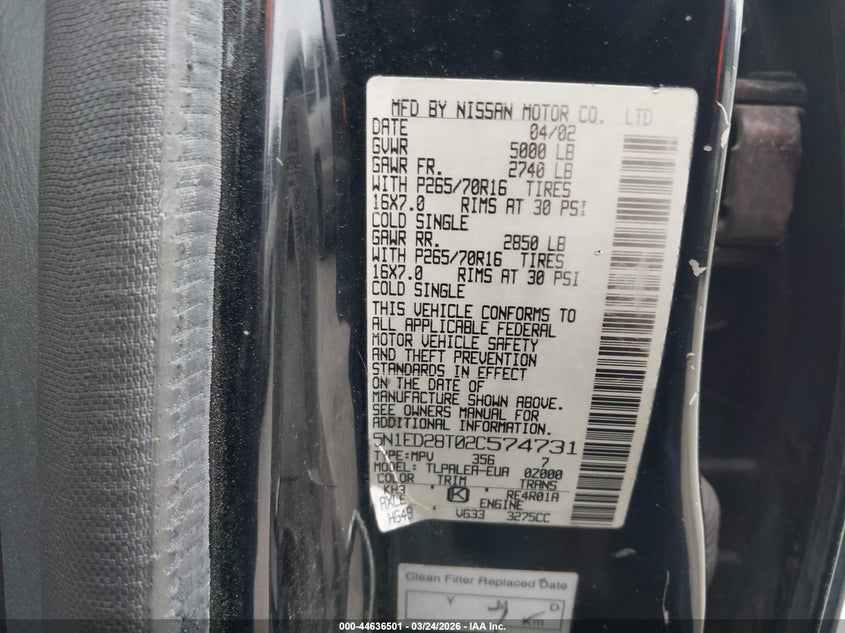 MFD BY NISSAN MOTOR CO. LTD
DATE 04/02
GVWR 5000 LB
GAWR FR. 2740 LB
WITH P265/70R16 TIRES
16X7.0 RIMS AT 30 PSI
COLD SINGLE
GAWR RR. 2850 LB
WITH P265/70R16 TIRES
16X7.0 RIMS AT 30 PSI
COLD SINGLE
THIS VEHICLE CONFORMS TO
ALL APPLICABLE FEDERAL
MOTOR VEHICLE SAFETY
AND THEFT PREVENTION
STANDARDS IN EFFECT
ON THE DATE OF
MANUFACTURE SHOWN ABOVE.
SEE OWNERS MANUAL FOR
ADDITIONAL INFORMATION.
5N1ED28T02C574731
TYPE:MPV 356 7
MODEL: TLPALEA-EUA 0Z000
COLOR TRIM TRANS
KH3 K RE4R01A
AXLE ENGINE
HG49 VG33 3275CC
Clean Filter Replaced Date
Y M D
Km
000-44636501 - 03/24/2026 - IAA Inc.